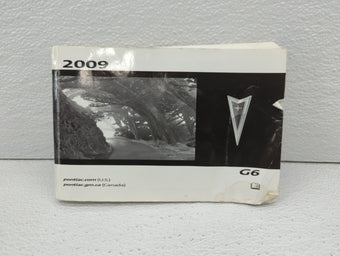 2009
G6
pontiac.com (U.S.)
pontiac.gm.ca (Canada)